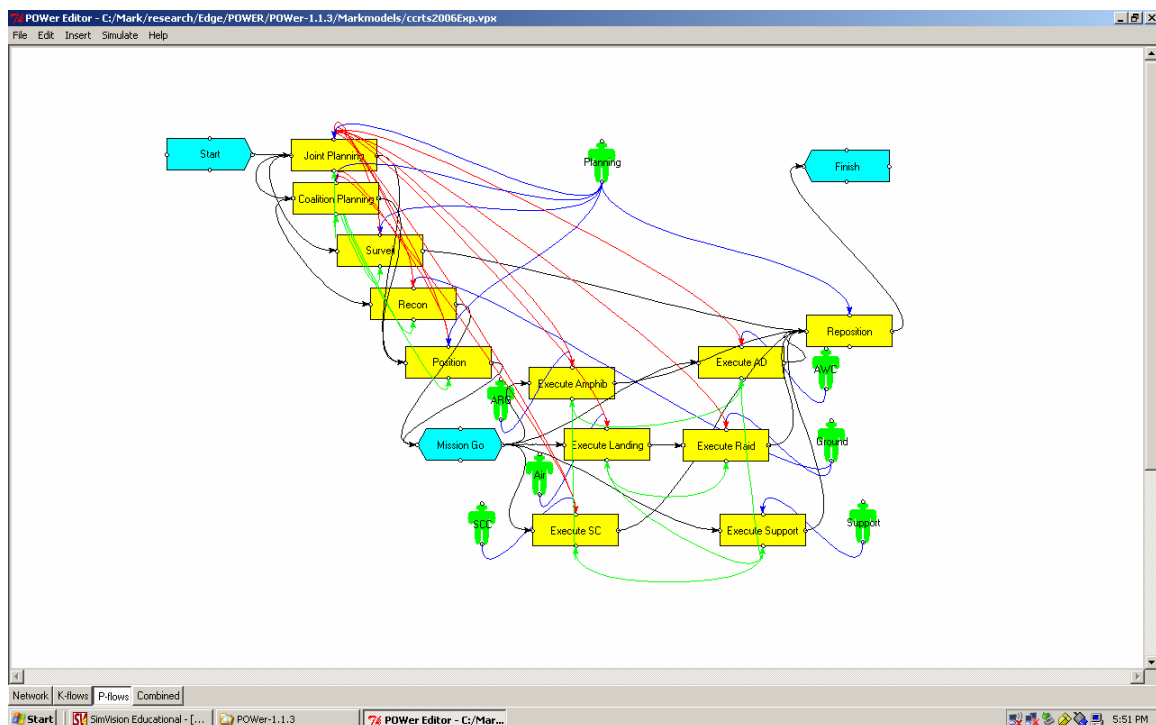 POWer Editor - C:/Mark/research/Edge/POWER/POWer-1.1.3/Markmodels/ccrts2006Exp.vpx
File Edit Insert Simulate Help
Start
Joint Planning
Planning
Finish
Coalition Planning
Surveil
Recon
Reposition
Position
Execute AD
AWC
Execute Amphib
ARG
Mission Go
Execute Landing
Execute Raid
Ground
Air
SCC
Execute SC
Execute Support
Support
Network K-flows P-flows Combined
Start SimVision Educational - [... POWer-1.1.3 POWer Editor - C:/Mar... 5:51 PM